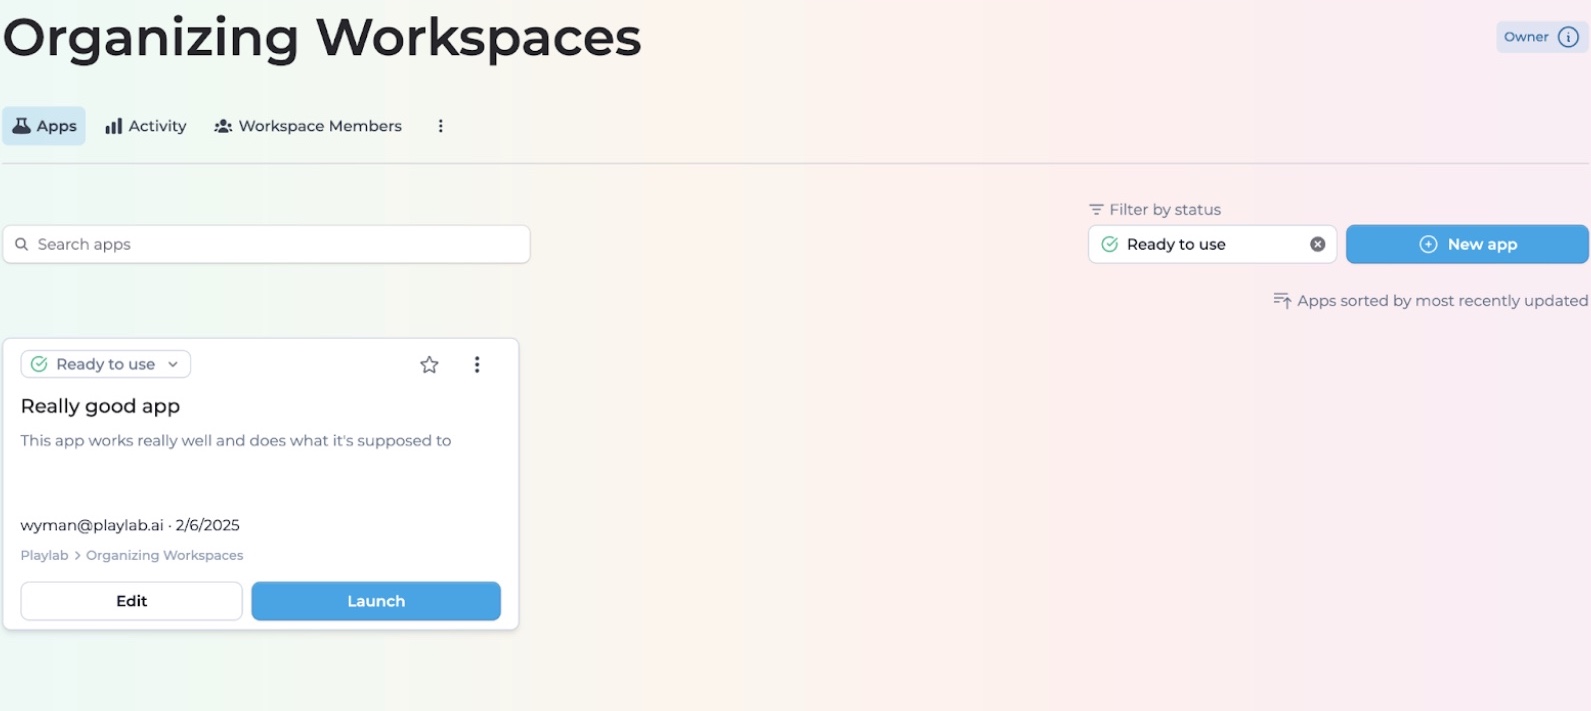 Organizing Workspaces
Owner
Apps
Activity
Workspace Members
Filter by status
Search apps
Ready to use
New app
Apps sorted by most recently updated
Ready to use
Really good app
This app works really well and does what it's supposed to
wyman@playlab.ai · 2/6/2025
Playlab > Organizing Workspaces
Edit
Launch